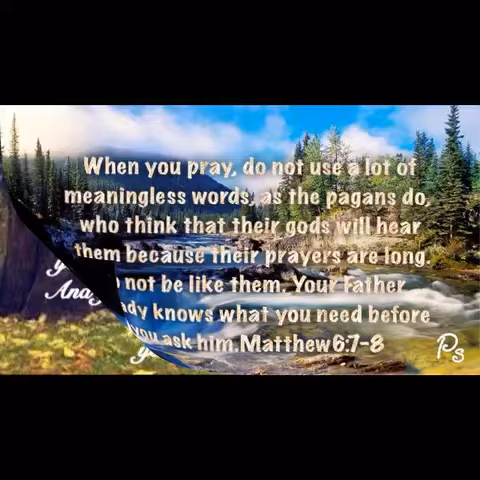 When you pray, do not use a lot of
meaningless words, as the pagans do,
who think that their gods will hear
them because their prayers are long.
not be like them. Your Father
knows what you need before
you ask him.Matthew6:7-8
Ps